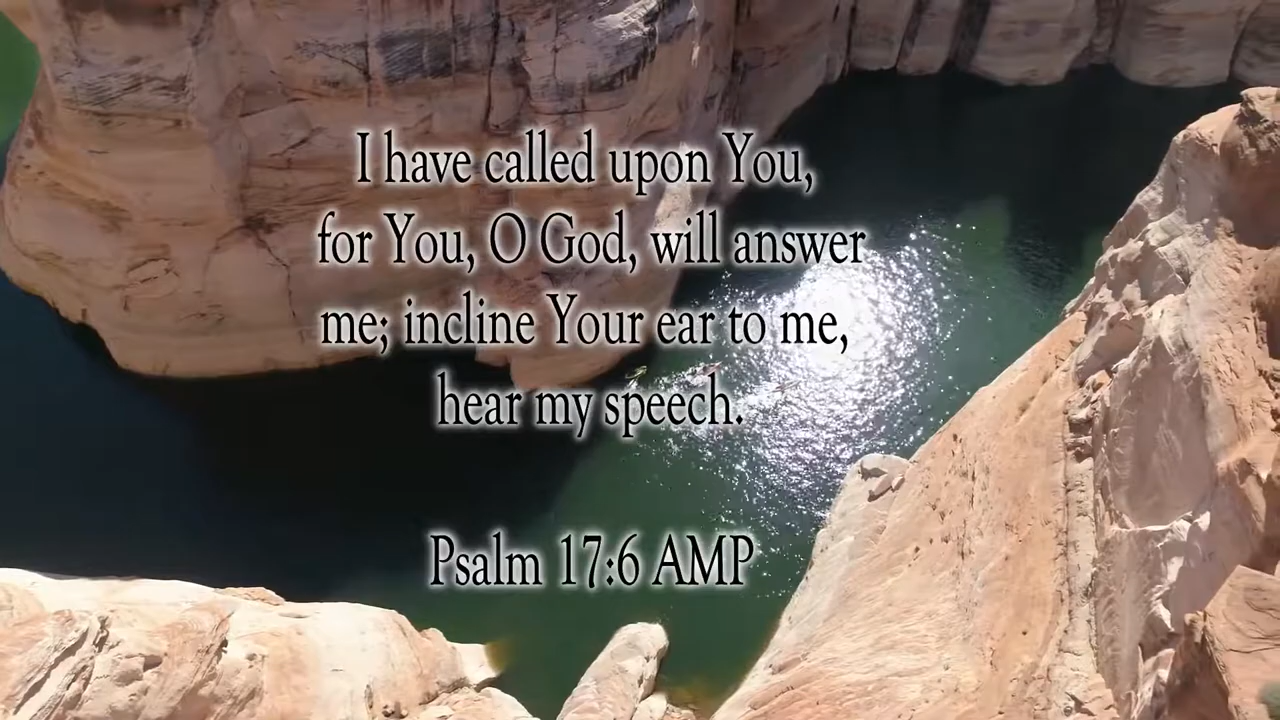 I have called upon You,
for You, O God, will answer
me; incline Your ear to me,
hear my speech.
Psalm 17:6 AMP